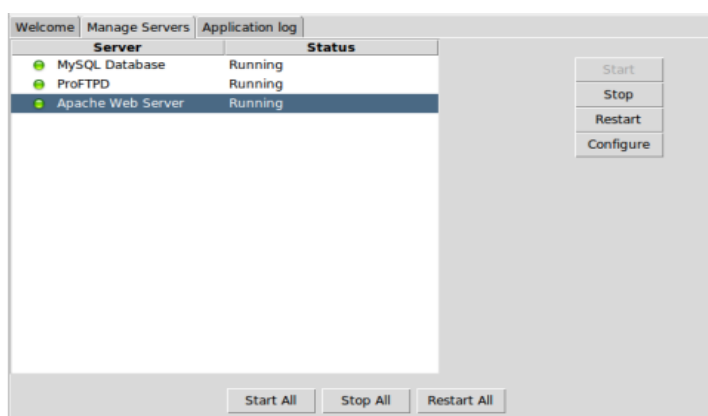 Welcome Manage Servers Application log
Server Status
MySQL Database Running
ProFTPD Running
Apache Web Server Running
Start
Stop
Restart
Configure
Start All Stop All Restart All